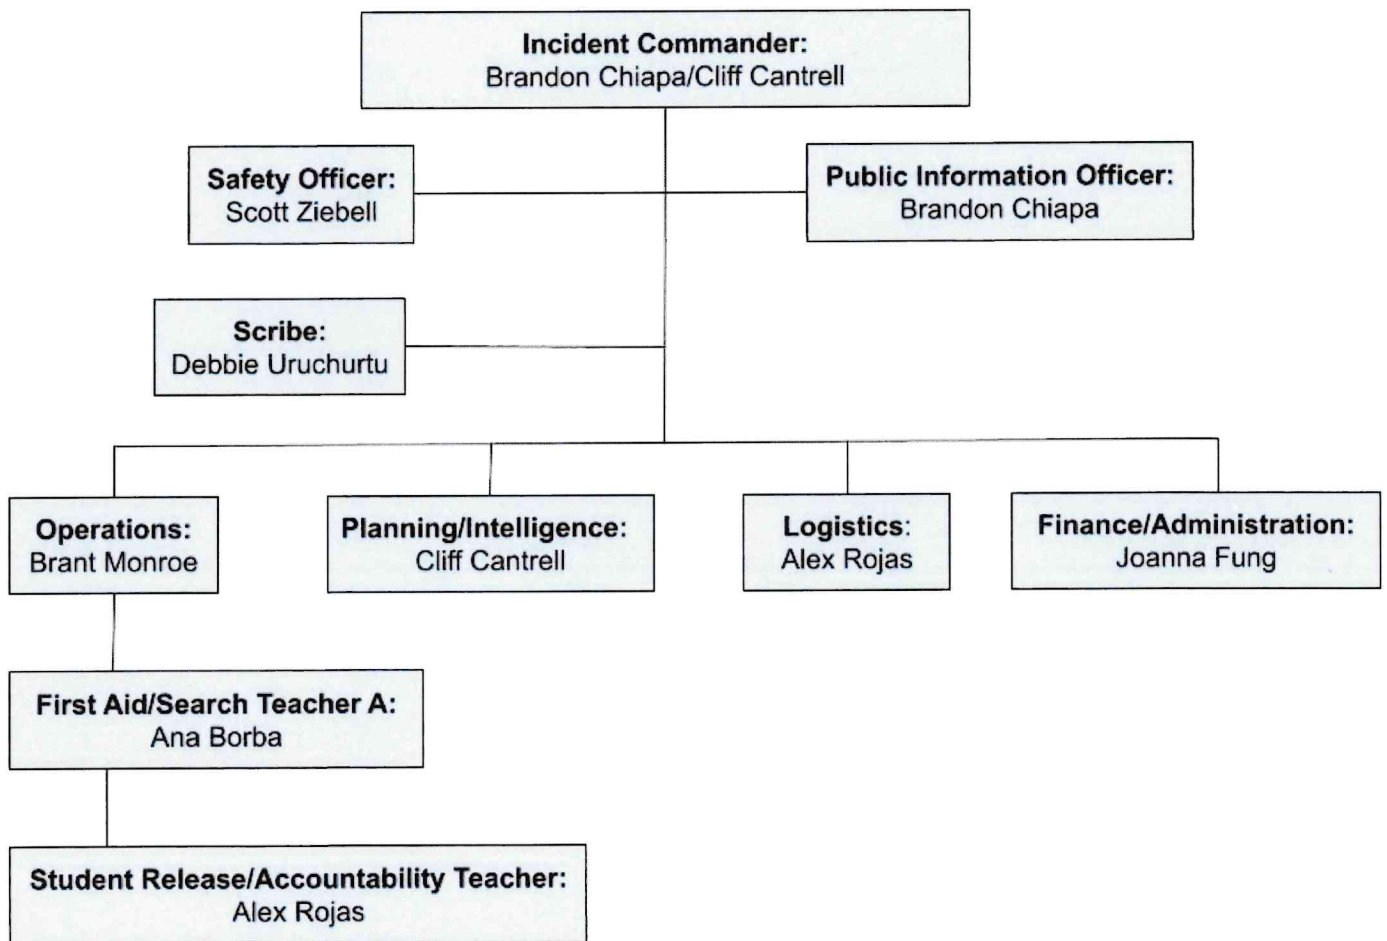 Incident Commander:
Brandon Chiapa/Cliff Cantrell
Safety Officer:
Scott Ziebell
Public Information Officer:
Brandon Chiapa
Scribe:
Debbie Uruchurtu
Operations:
Brant Monroe
Planning/Intelligence:
Cliff Cantrell
Logistics:
Alex Rojas
Finance/Administration:
Joanna Fung
First Aid/Search Teacher A:
Ana Borba
Student Release/Accountability Teacher:
Alex Rojas